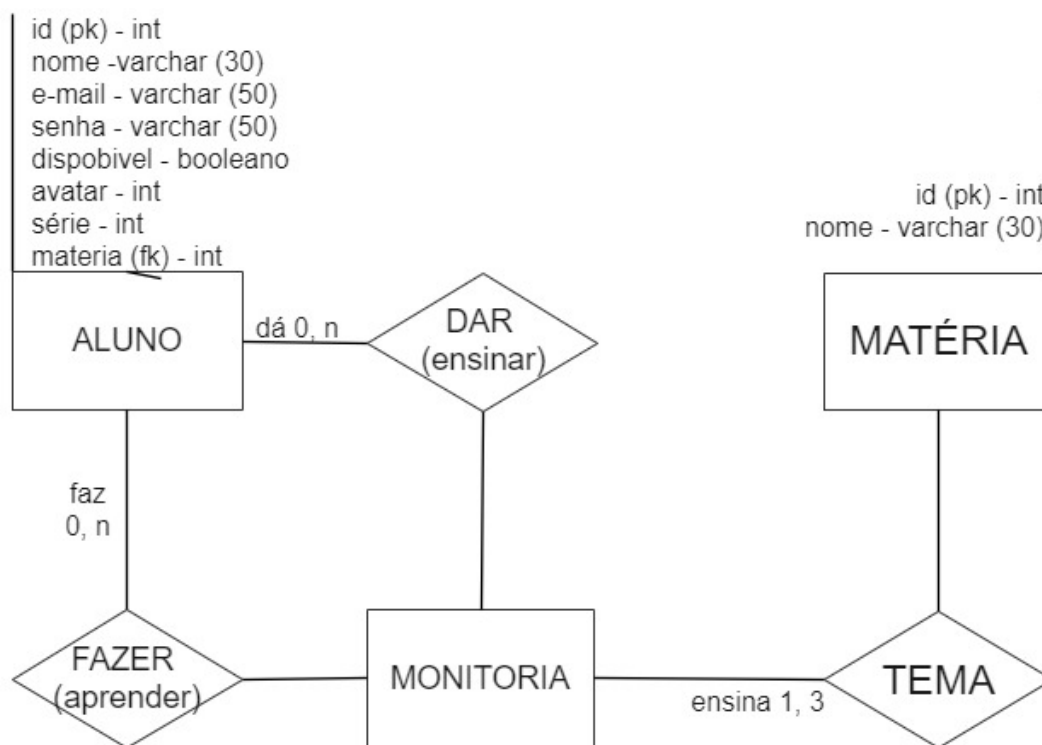 id (pk) - int
nome -varchar (30)
e-mail - varchar (50)
senha - varchar (50)
dispobivel - booleano
avatar - int
série - int
materia (fk) - int
id (pk) - int
nome - varchar (30)
ALUNO
dá 0, n
DAR
(ensinar)
MATÉRIA
faz
0, n
FAZER
(aprender)
MONITORIA
ensina 1, 3
TEMA